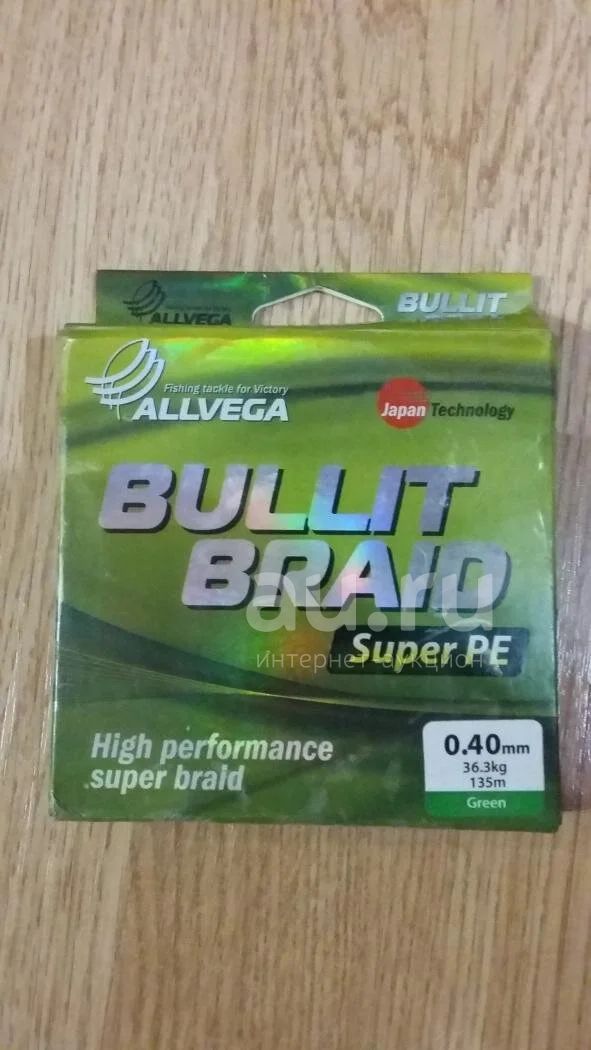 ALLVEGA
BULLIT
Fishing tackle for Victory
ALLVEGA
Japan Technology
BULLIT
BRAID
au.ru
интернет-аукцион
Super PE
High performance
super braid
0.40mm
36.3kg
135m
Green